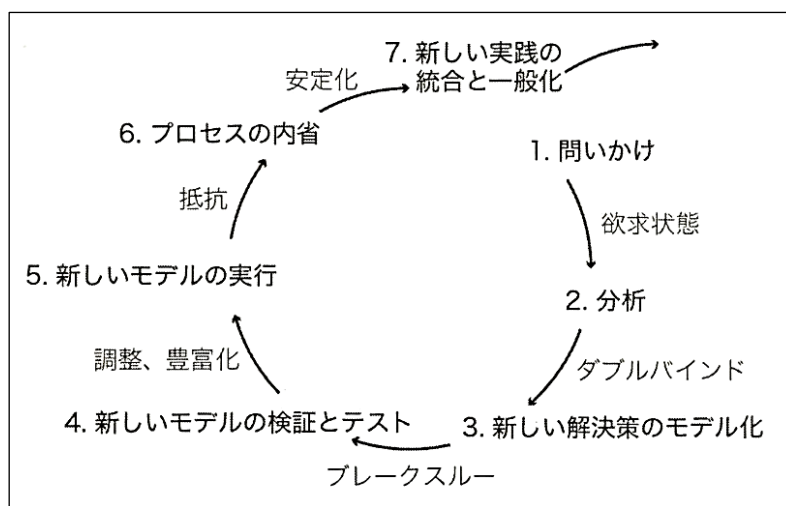 7. 新しい実践の
統合と一般化
安定化
6. プロセスの内省
1. 問いかけ
抵抗
欲求状態
5. 新しいモデルの実行
2. 分析
調整、豊富化
ダブルバインド
4. 新しいモデルの検証とテスト
3. 新しい解決策のモデル化
ブレークスルー